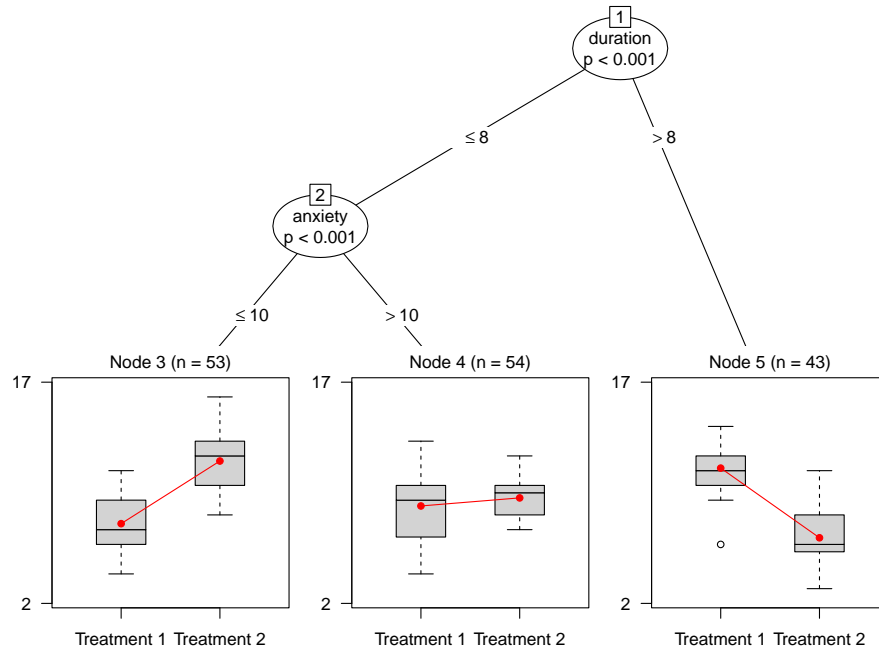 1
duration
p < 0.001
≤ 8
> 8
2
anxiety
p < 0.001
≤ 10
> 10
Node 3 (n = 53)
Node 4 (n = 54)
Node 5 (n = 43)
17
17
17
2
2
2
Treatment 1 Treatment 2
Treatment 1 Treatment 2
Treatment 1 Treatment 2